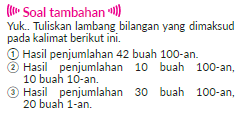 Soal tambahan
Yuk.. Tuliskan lambang bilangan yang dimaksud
pada kalimat berikut ini.
① Hasil penjumlahan 42 buah 100-an.
② Hasil penjumlahan 10 buah 100-an,
10 buah 10-an.
③ Hasil penjumlahan 30 buah 100-an,
20 buah 1-an.